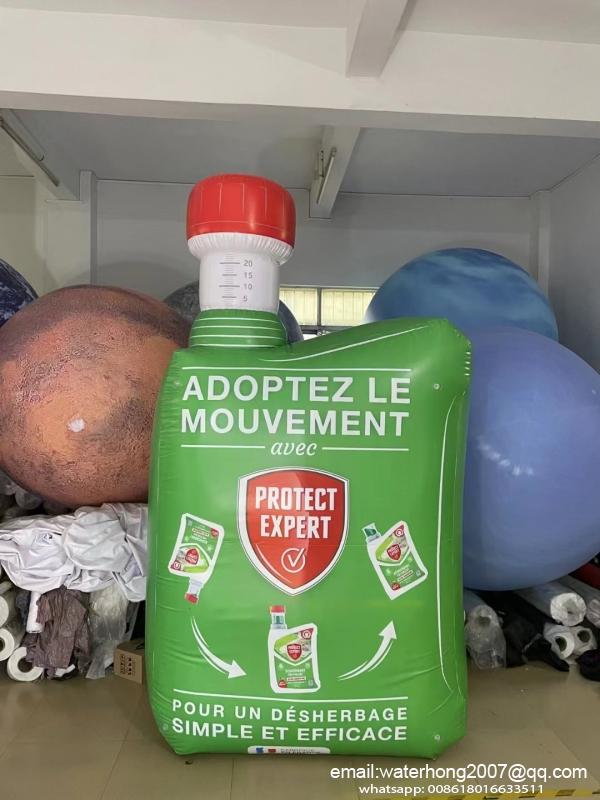 20
15
10
5
ADOPTEZ LE
MOUVEMENT
avec
PROTECT
EXPERT
POUR UN DÉSHERBAGE
SIMPLE ET EFFICACE
email:waterhong2007@qq.com
whatsapp: 008618016633511